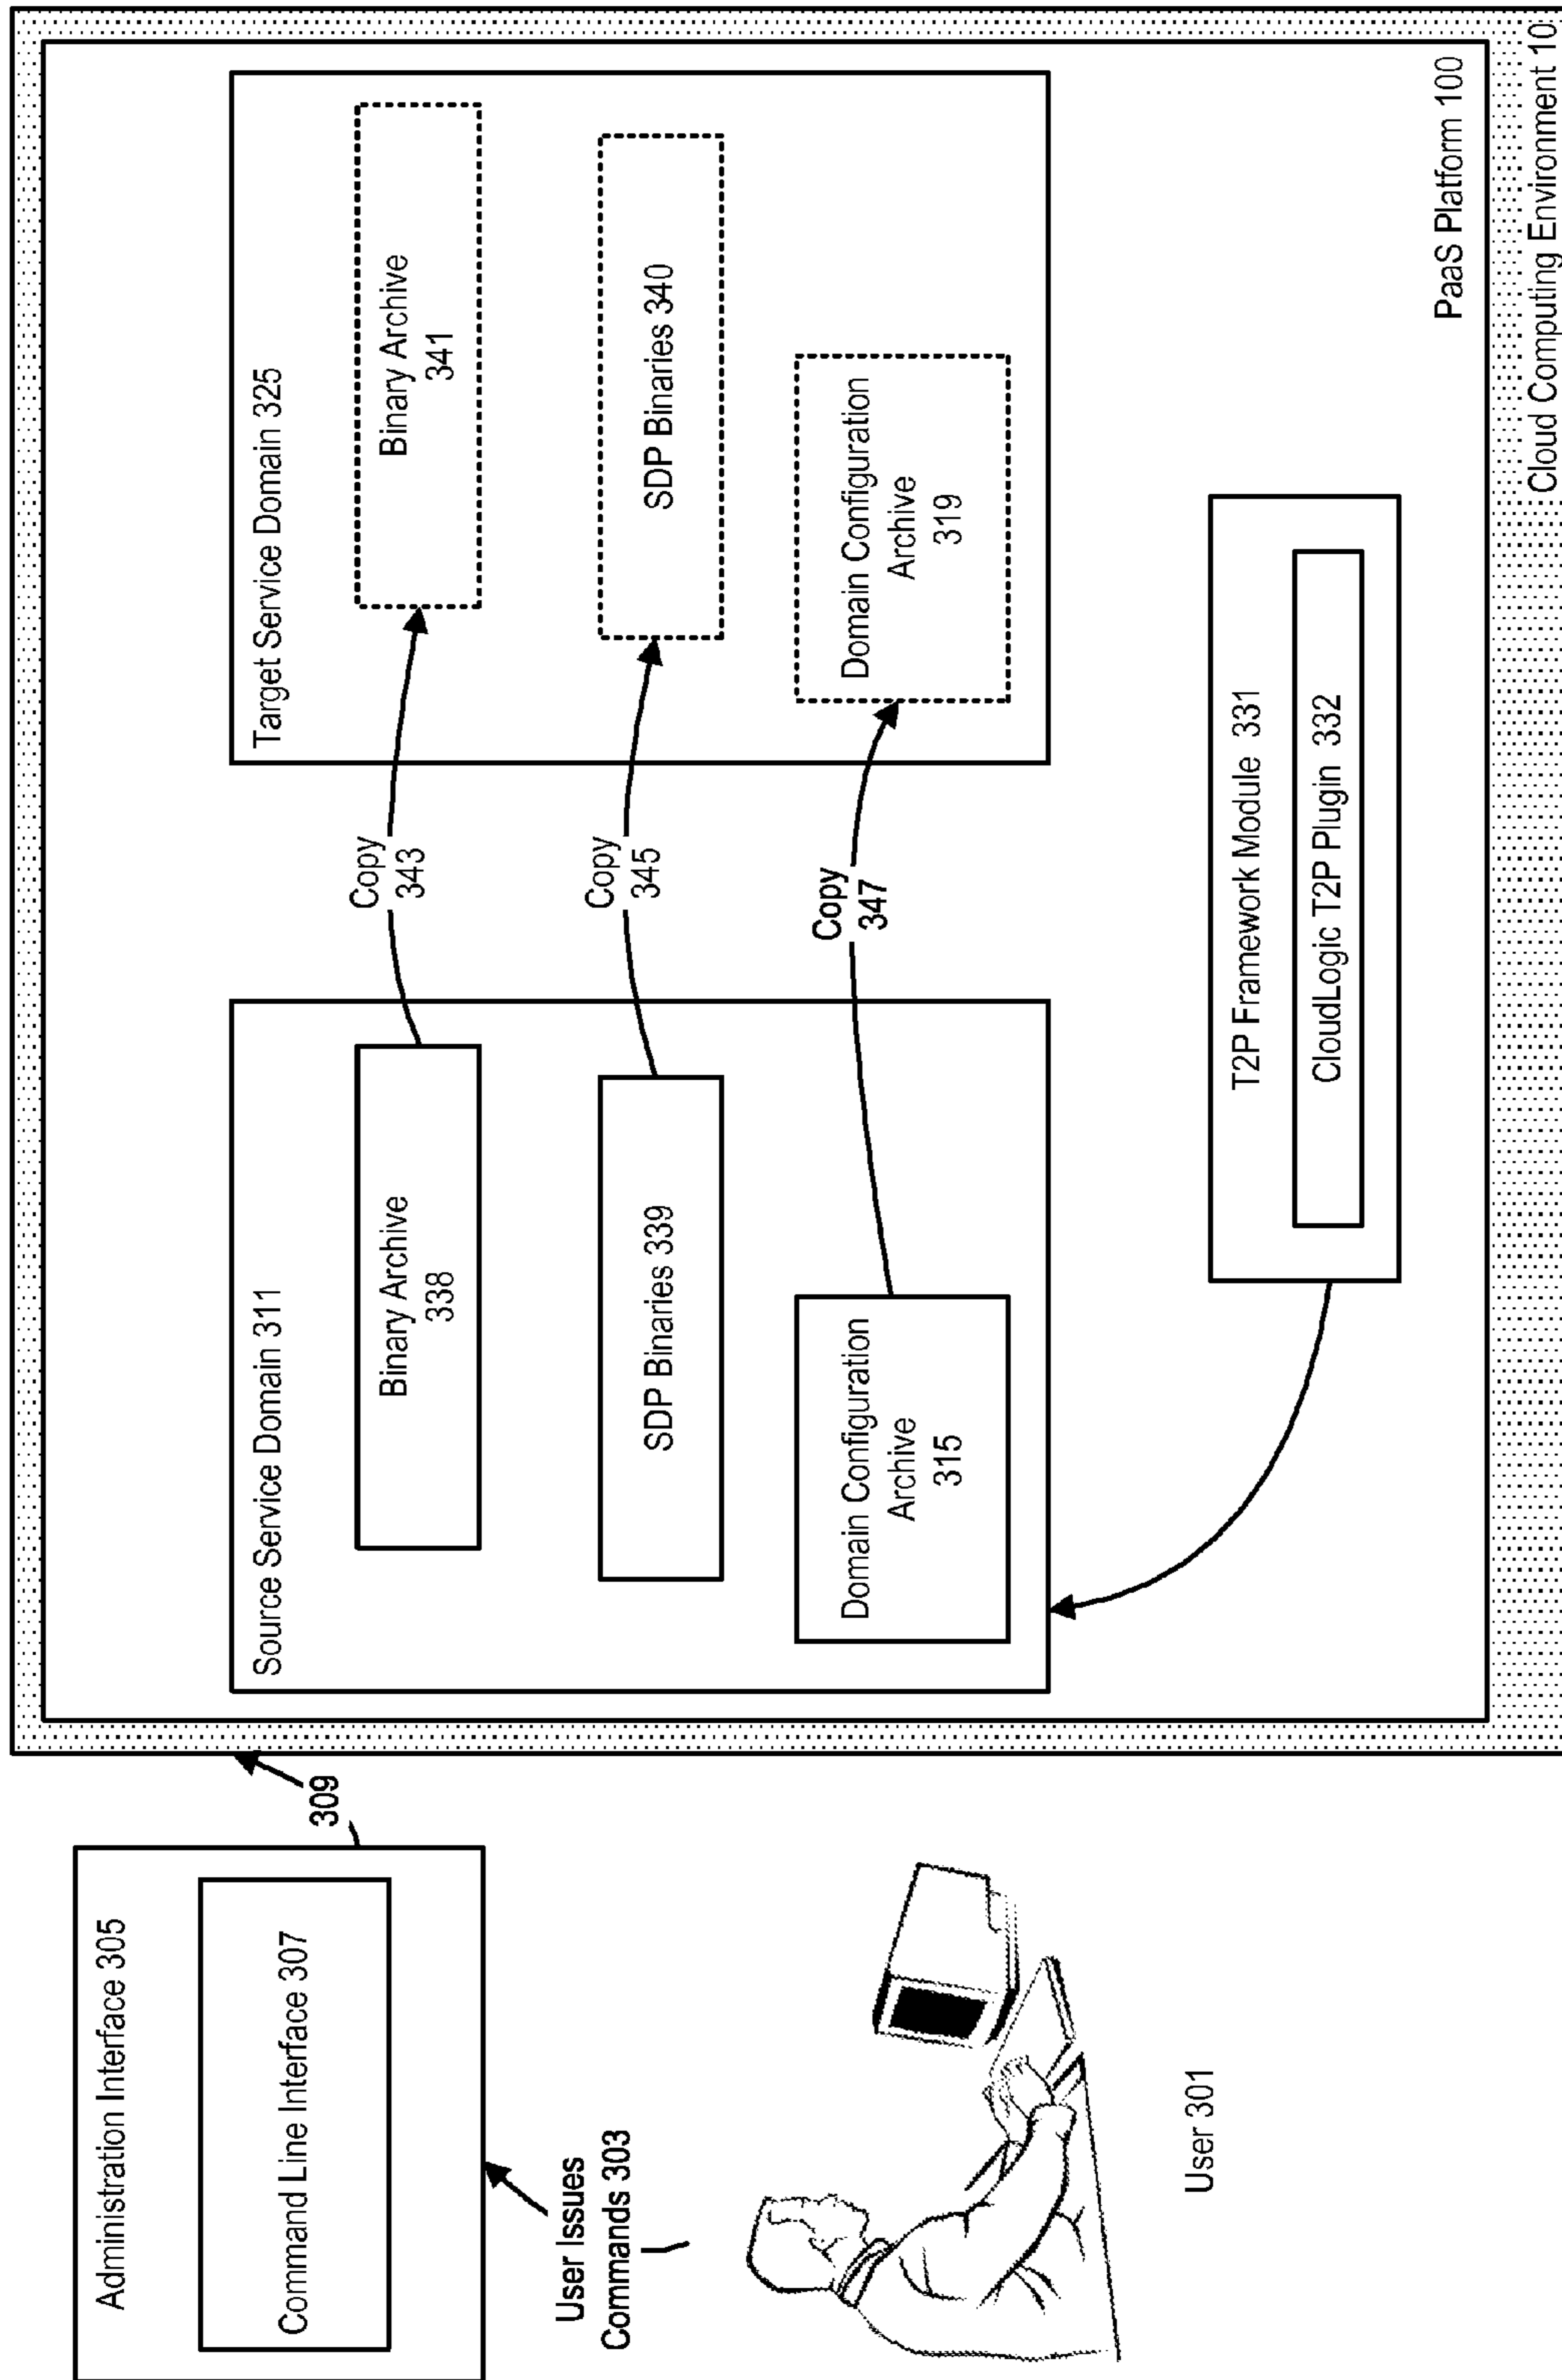 Administration Interface 305
Command Line Interface 307
309
User Issues
Commands 303
User 301
Source Service Domain 311
Binary Archive
338
SDP Binaries 339
Domain Configuration
Archive
315
Copy
343
Copy
345
Copy
347
Target Service Domain 325
Binary Archive
341
SDP Binaries 340
Domain Configuration
Archive
319
T2P Framework Module 331
CloudLogic T2P Plugin 332
PaaS Platform 100
Cloud Computing Environment 10